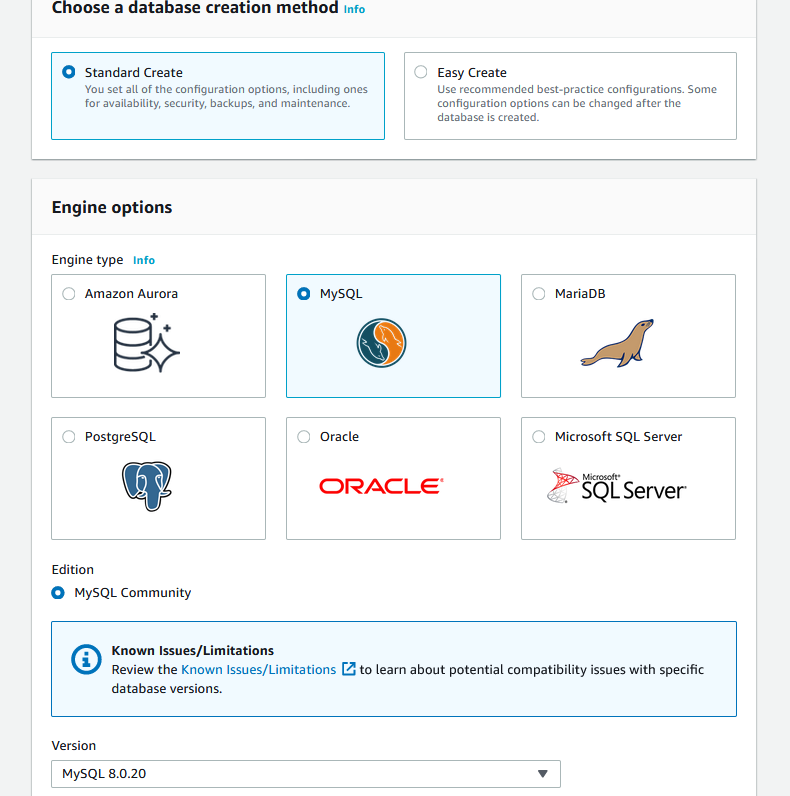 Choose a database creation method Info
Standard Create
You set all of the configuration options, including ones
for availability, security, backups, and maintenance.
Easy Create
Use recommended best-practice configurations. Some
configuration options can be changed after the
database is created.
Engine options
Engine type Info
Amazon Aurora
MySQL
MariaDB
PostgreSQL
Oracle
ORACLE®
Microsoft SQL Server
Microsoft®
SQL Server®
Edition
MySQL Community
Known Issues/Limitations
Review the Known Issues/Limitations to learn about potential compatibility issues with specific
database versions.
Version
MySQL 8.0.20